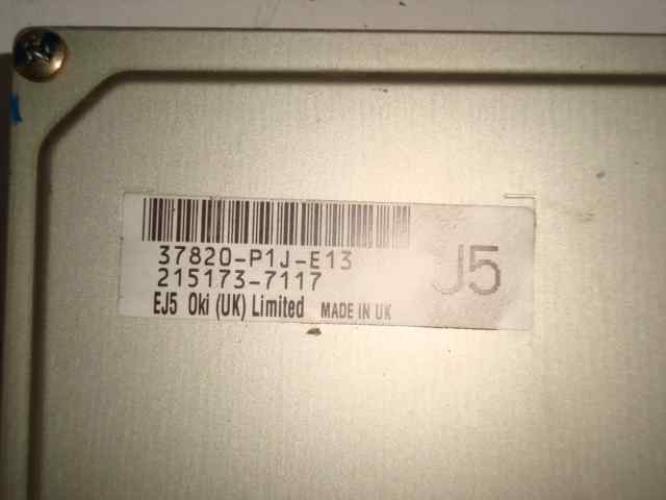 37820-P1J-E13
215173-7117
EJ5 Oki (UK) Limited MADE IN UK
J5